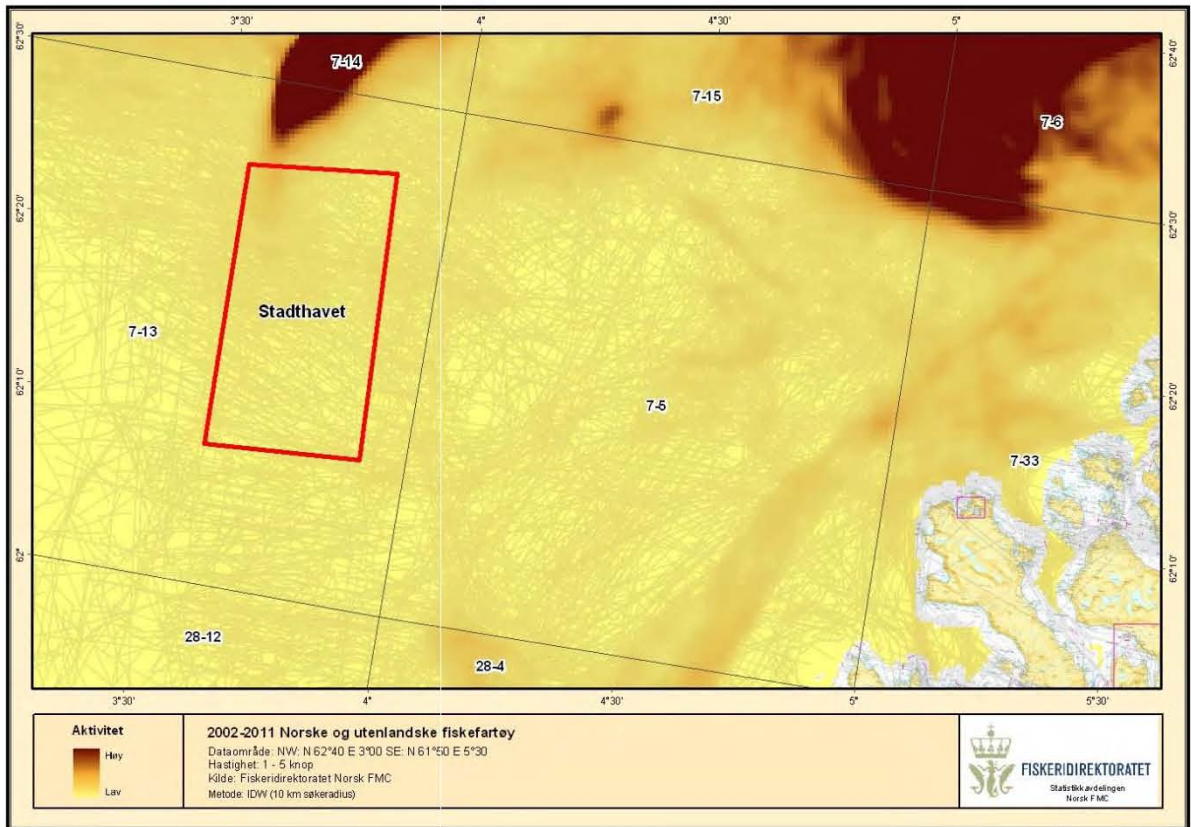 3°30'
4°
4°30'
5°
62°30'
62°40'
7-14
7-15
7-6
62°20'
62°30'
Stadthavet
7-13
62°10'
7-5
62°20'
7-33
62°
62°10'
28-12
28-4
3°30'
4°
4°30'
5°
5°30'
Aktivitet
Høy
Lav
2002-2011 Norske og utenlandske fiskefartøy
Dataområde: NW: N 62°40 E 3°00 SE: N 61°50 E 5°30
Hastighet: 1 - 5 knop
Kilde: Fiskeridirektoratet Norsk FMC
Metode: IDW (10 km søkeradius)
FISKERIDIREKTORATET
Statistikkavdelingen
Norsk FMC